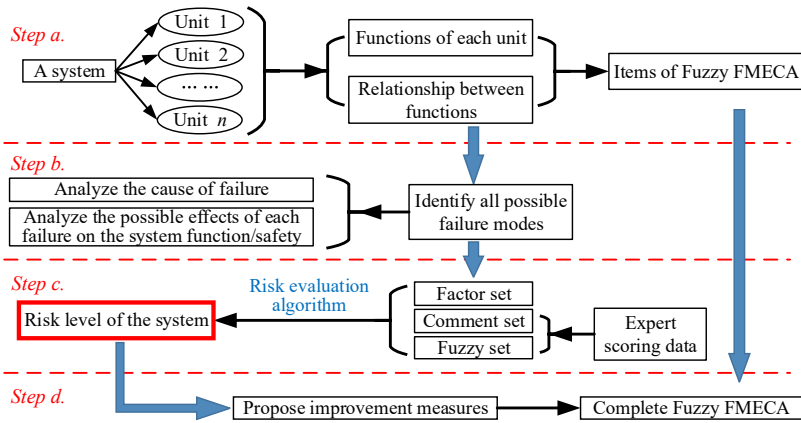 Step a.
A system
Unit 1
Unit 2
... ...
Unit n
Functions of each unit
Relationship between
functions
Items of Fuzzy FMECA
Step b.
Analyze the cause of failure
Analyze the possible effects of each
failure on the system function/safety
Identify all possible
failure modes
Step c.
Risk level of the system
Risk evaluation
algorithm
Factor set
Comment set
Fuzzy set
Expert
scoring data
Step d.
Propose improvement measures
Complete Fuzzy FMECA